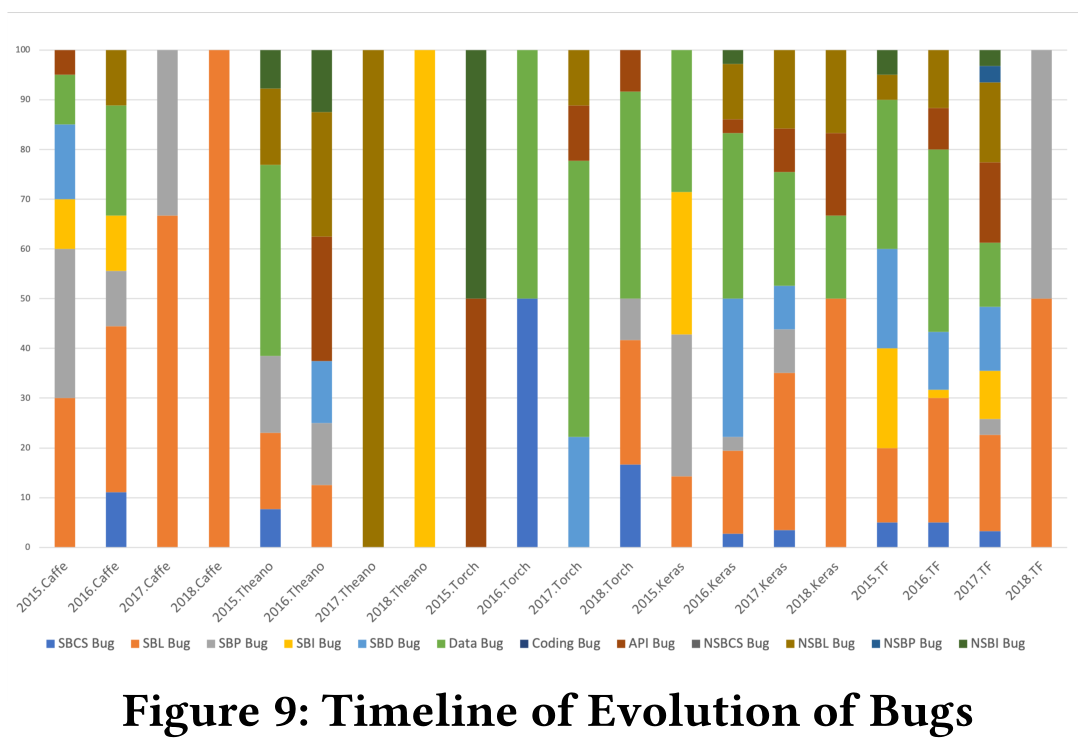 100
90
80
70
60
50
40
30
20
10
0
2015.Caffe
2016.Caffe
2017.Caffe
2018.Caffe
2015.Theano
2016.Theano
2017.Theano
2018.Theano
2015.Torch
2016.Torch
2017.Torch
2018.Torch
2015.Keras
2016.Keras
2017.Keras
2018.Keras
2015.TF
2016.TF
2017.TF
2018.TF
SBCS Bug SBL Bug SBP Bug SBI Bug SBD Bug Data Bug Coding Bug API Bug NSBCS Bug NSBL Bug NSBP Bug NSBI Bug
Figure 9: Timeline of Evolution of Bugs